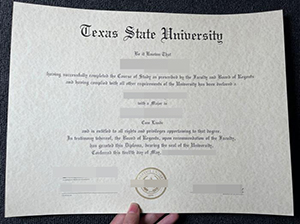 Texas State University
Be it Known That
having successfully completed the Course of Study as prescribed by the Faculty and Board of Regents
and having complied with all other requirements of the University has been declared a
with a Major in
Cum Laude
and is entitled to all rights and privileges appertaining to that degree.
In testimony whereof, the Board of Regents, upon recommendation of the Faculty,
has granted this Diploma, bearing the seal of the University,
Conferred this twelfth day of May,